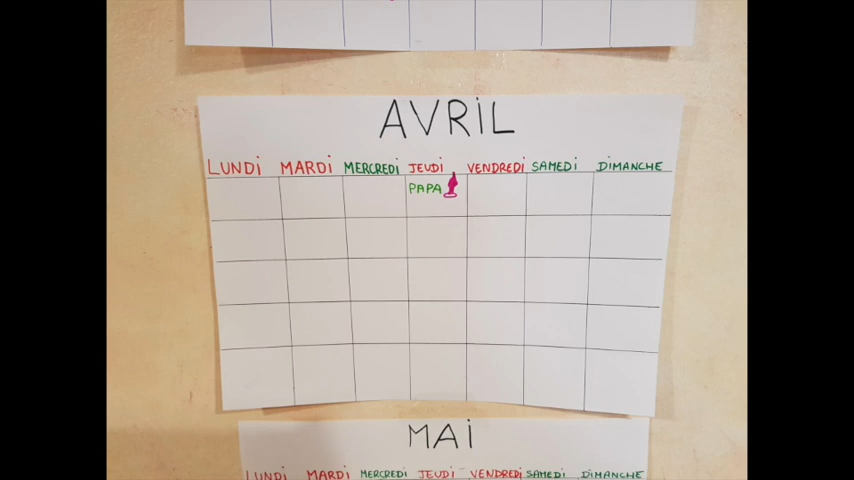 AVRIL
LUNDI MARDI MERCREDI JEUDI VENDREDI SAMEDI DIMANCHE
PAPA
MAI
LUNDI MARDI MERCREDI JEUDI VENDREDI SAMEDI DIMANCHE